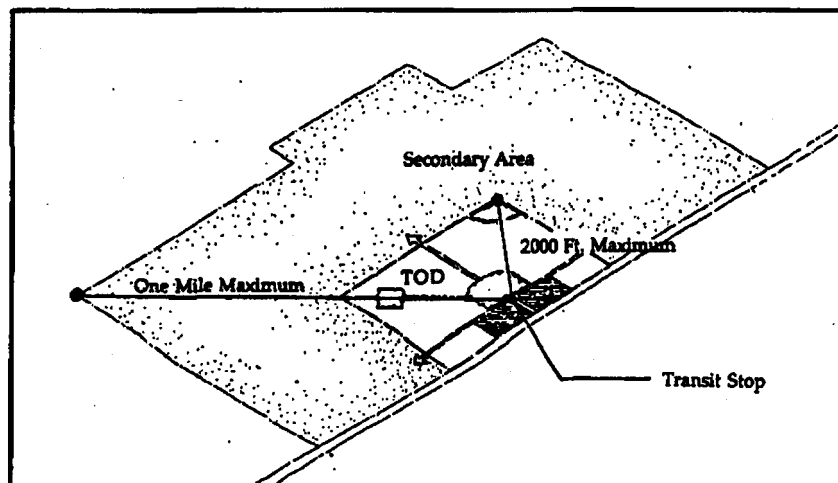 Secondary Area
2000 Ft. Maximum
TOD
One Mile Maximum
Transit Stop